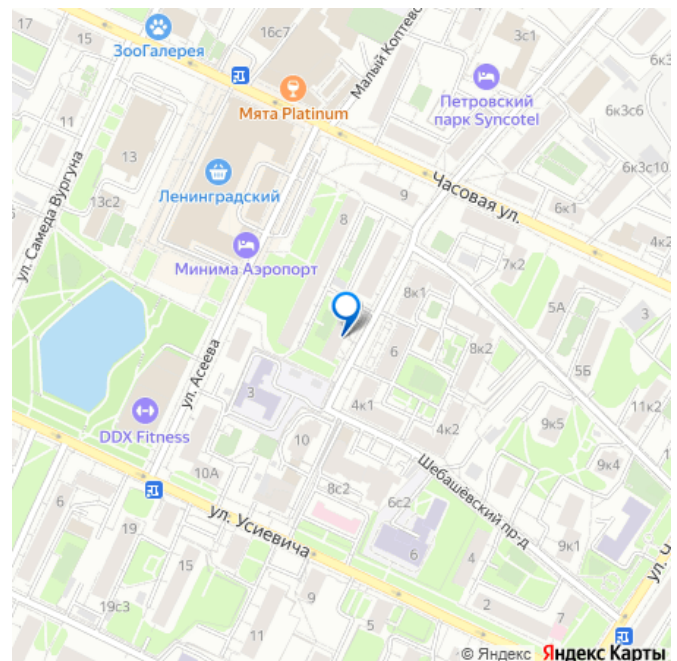 17
15
16с7
ЗооГалерея
Мята Platinum
Малый Коптевс
3с1
6к3
Петровский
парк Syncotel
6к3с6
11
13
Ленинградский
6к3с10
ул. Самеда Вургуна
13с2
9
Часовая ул.
8
6к1
4к2
Минима Аэропорт
7к2
8к1
5А
3
6
8к2
5Б
ул. Асеева
3
4к1
11к2
DDX Fitness
10
4к2
9к5
9к4
10А
8с2
Шебашёвский пр-д
6
6с2
ул. Усиевича
19
15
6
4
9к1
ул. Ч
19с3
9
5
2
7
11
© Яндекс Яндекс Карты